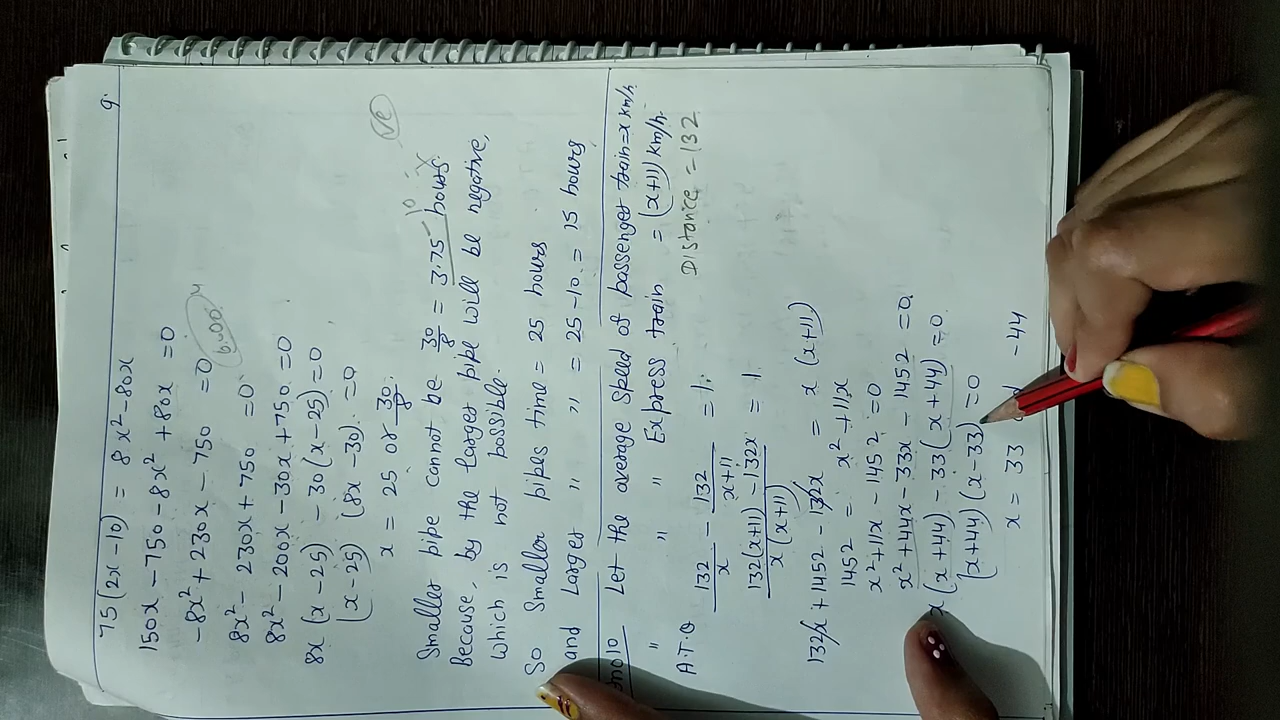 9.
75(2x-10) = 8x²-80x
150x-750-8x²+80x=0
-8x²+230x-750=0
6000
8x²-230x+750=0
8x²-200x-30x+750=0
8x(x-25)-30(x-25)=0
(x-25)(8x-30)=0
x = 25 or 30/8
-ve
Smaller pipe cannot be 30/8 = 3.75 hours
-10
Because, by the larger pipe will be negative,
which is not possible.
So Smaller pipes time = 25 hours
and Larger " " = 25-10 = 15 hours
Let the average speed of passenger train=x km/h
" " " Express train = (x+11) km/h.
A.T.Q
Distance = 132
132/x - 132/x+11 = 1.
132(x+11)-132x / x(x+11) = 1
132x+1452-132x = x(x+11)
1452 = x²+11x
x²+11x-1452=0
x²+44x-33x-1452=0
x(x+44)-33(x+44)=0
(x+44)(x-33)=0
x = 33 -44